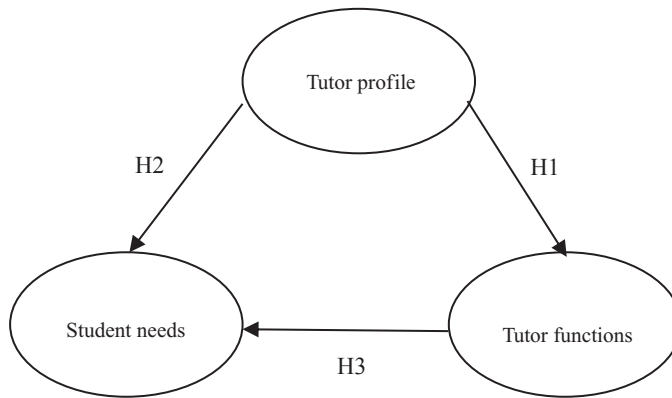 Tutor profile
H2
H1
Student needs
Tutor functions
H3